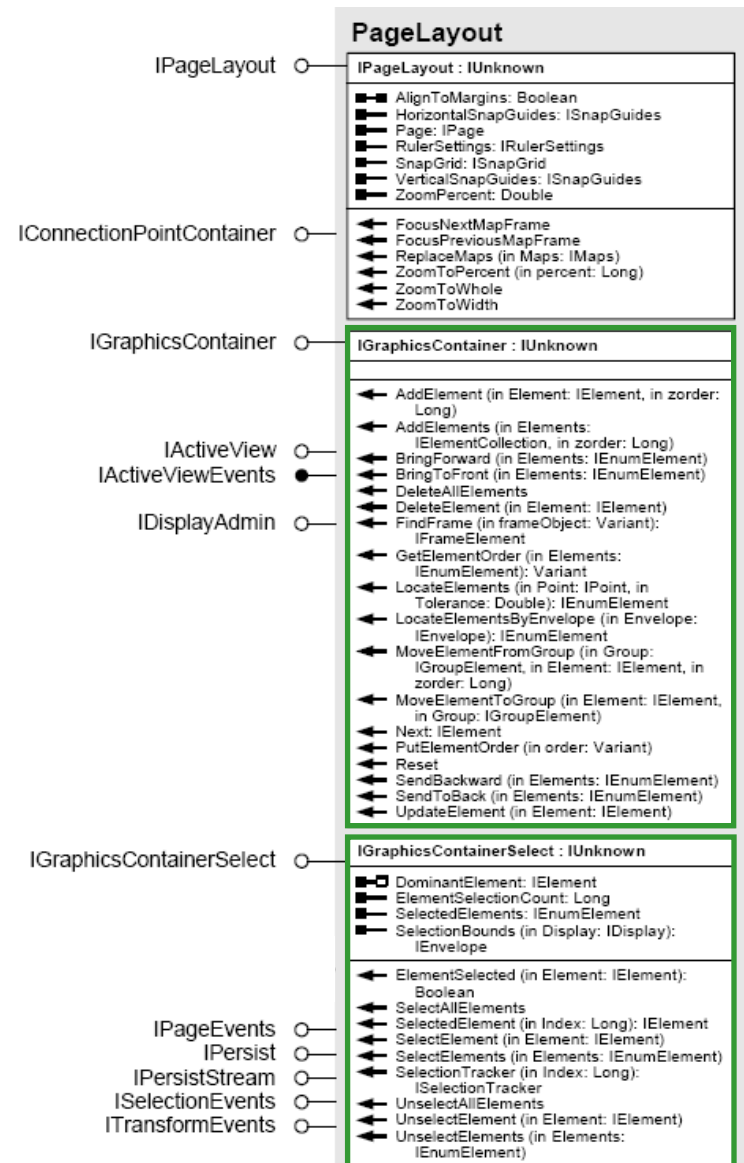 PageLayout
IPageLayout
IPageLayout : IUnknown
AlignToMargins: Boolean
HorizontalSnapGuides: ISnapGuides
Page: IPage
RulerSettings: IRulerSettings
SnapGrid: ISnapGrid
VerticalSnapGuides: ISnapGuides
ZoomPercent: Double
IConnectionPointContainer
FocusNextMapFrame
FocusPreviousMapFrame
ReplaceMaps (in Maps: IMaps)
ZoomToPercent (in percent: Long)
ZoomToWhole
ZoomToWidth
IGraphicsContainer
IGraphicsContainer : IUnknown
AddElement (in Element: IElement, in zorder:
Long)
AddElements (in Elements:
IElementCollection, in zorder: Long)
IActiveView
BringForward (in Elements: IEnumElement)
IActiveViewEvents
BringToFront (in Elements: IEnumElement)
DeleteAllElements
DeleteElement (in Element: IElement)
IDisplayAdmin
FindFrame (in frameObject: Variant):
IFrameElement
GetElementOrder (in Elements:
IEnumElement): Variant
LocateElements (in Point: IPoint, in
Tolerance: Double): IEnumElement
LocateElementsByEnvelope (in Envelope:
IEnvelope): IEnumElement
MoveElementFromGroup (in Group:
IGroupElement, in Element: IElement, in
zorder: Long)
MoveElementToGroup (in Element: IElement,
in Group: IGroupElement)
Next: IElement
PutElementOrder (in order: Variant)
Reset
SendBackward (in Elements: IEnumElement)
SendToBack (in Elements: IEnumElement)
UpdateElement (in Element: IElement)
IGraphicsContainerSelect
IGraphicsContainerSelect : IUnknown
DominantElement: IElement
ElementSelectionCount: Long
SelectedElements: IEnumElement
SelectionBounds (in Display: IDisplay):
IEnvelope
ElementSelected (in Element: IElement):
Boolean
SelectAllElements
IPageEvents
SelectedElement (in Index: Long): IElement
SelectElement (in Element: IElement)
IPersist
SelectElements (in Elements: IEnumElement)
IPersistStream
SelectionTracker (in Index: Long):
ISelectionTracker
ISelectionEvents
UnselectAllElements
ITransformEvents
UnselectElement (in Element: IElement)
UnselectElements (in Elements:
IEnumElement)